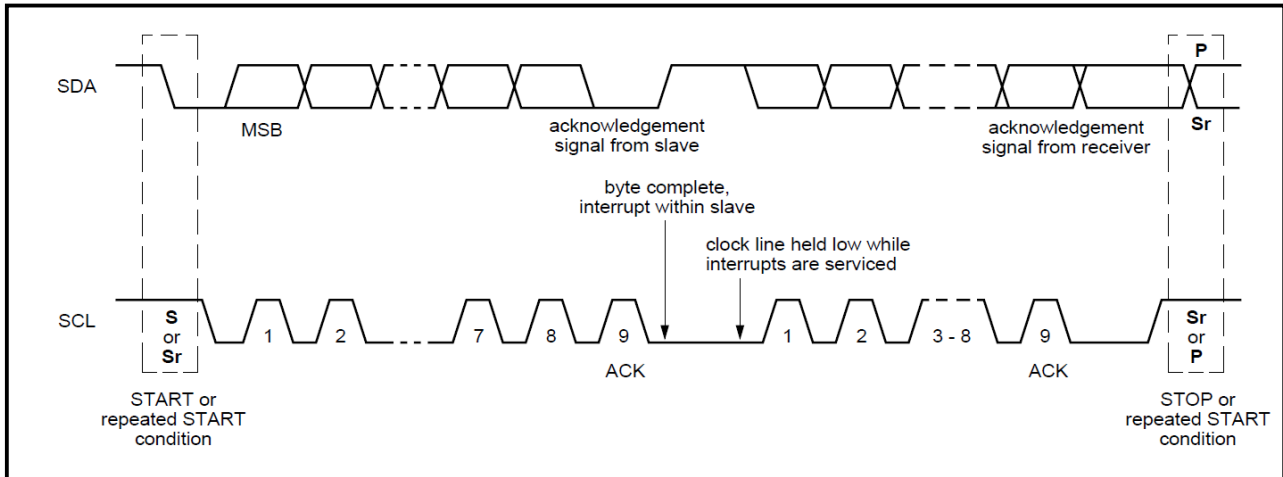 P
SDA
MSB
acknowledgement
signal from slave
acknowledgement
signal from receiver
Sr
byte complete,
interrupt within slave
clock line held low while
interrupts are serviced
SCL
S
or
Sr
1
2
7
8
9
1
2
3 - 8
9
Sr
or
P
ACK
ACK
START or
repeated START
condition
STOP or
repeated START
condition